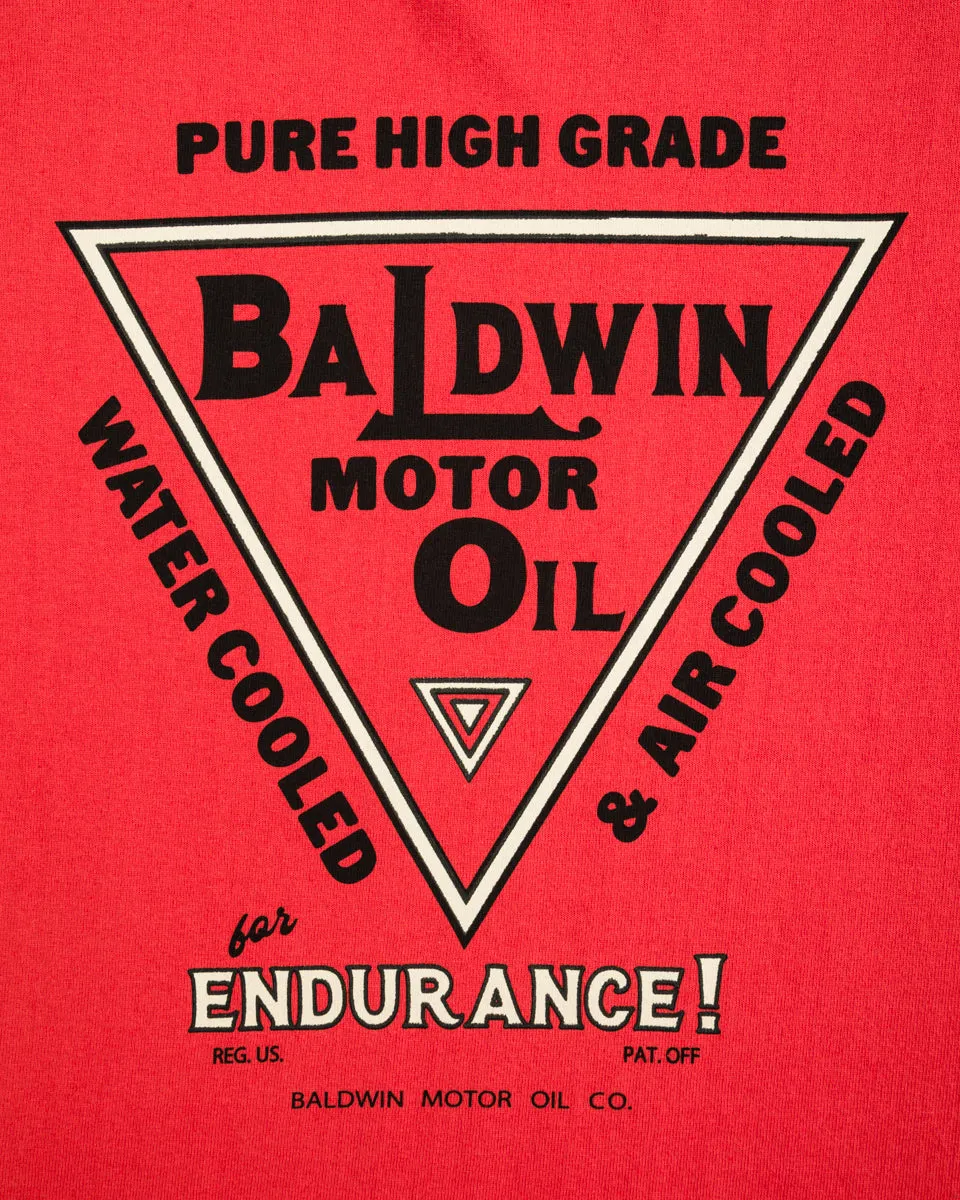 PURE HIGH GRADE
BALDWIN
MOTOR
OIL
WATER COOLED
& AIR COOLED
for
ENDURANCE!
REG. US. PAT. OFF
BALDWIN MOTOR OIL CO.